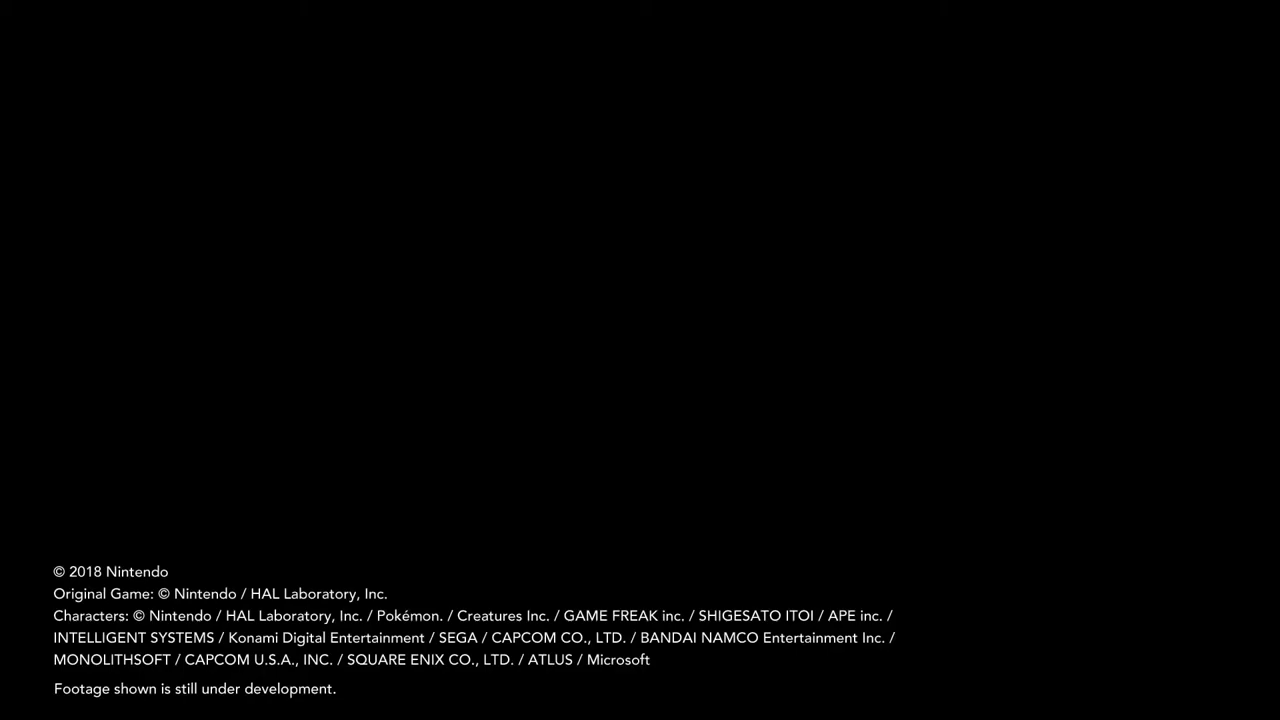 © 2018 Nintendo
Original Game: © Nintendo / HAL Laboratory, Inc.
Characters: © Nintendo / HAL Laboratory, Inc. / Pokémon. / Creatures Inc. / GAME FREAK inc. / SHIGESATO ITOI / APE inc. /
INTELLIGENT SYSTEMS / Konami Digital Entertainment / SEGA / CAPCOM CO., LTD. / BANDAI NAMCO Entertainment Inc. /
MONOLITHSOFT / CAPCOM U.S.A., INC. / SQUARE ENIX CO., LTD. / ATLUS / Microsoft
Footage shown is still under development.